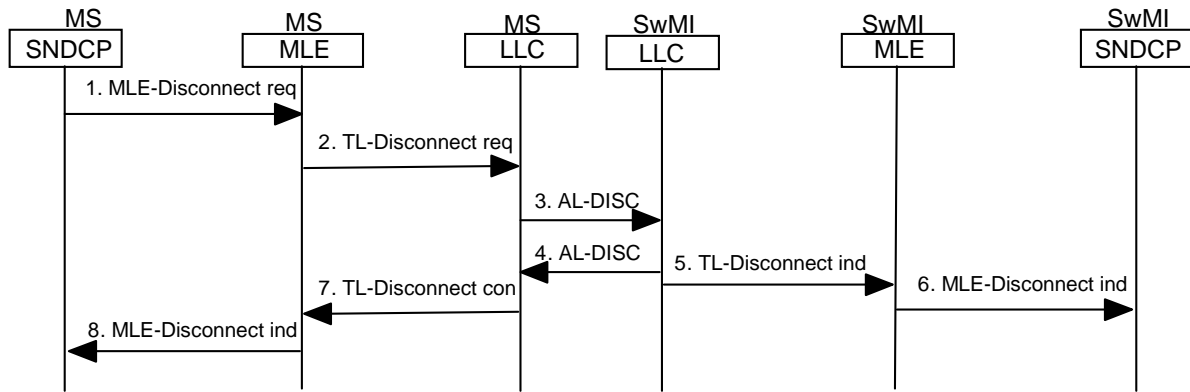 MS
SNDCP
MS
MLE
MS
LLC
SwMI
LLC
SwMI
MLE
SwMI
SNDCP
1. MLE-Disconnect req
2. TL-Disconnect req
3. AL-DISC
4. AL-DISC
5. TL-Disconnect ind
6. MLE-Disconnect ind
7. TL-Disconnect con
8. MLE-Disconnect ind